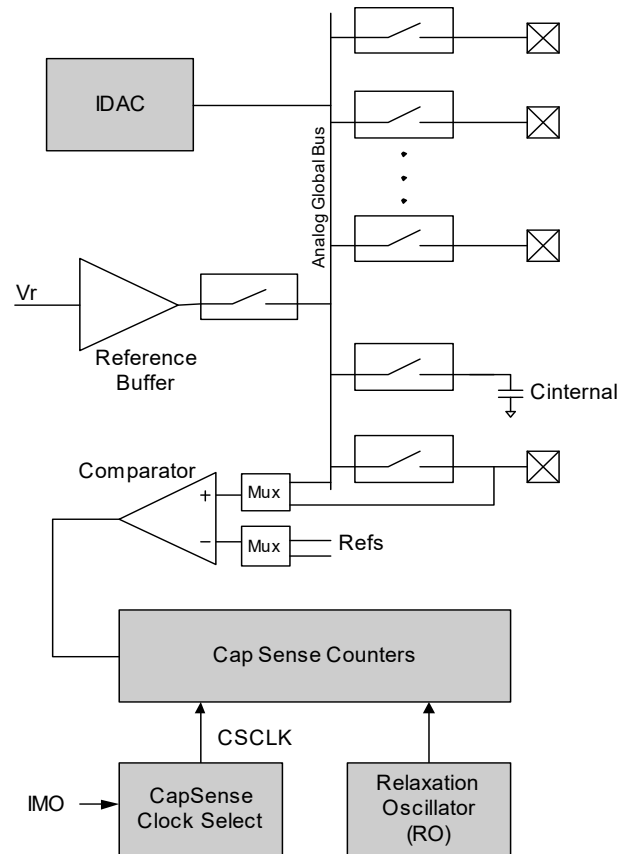 IDAC
Analog Global Bus
Vr
Reference
Buffer
Cinternal
Comparator
+
Mux
−
Mux
Refs
Cap Sense Counters
CSCLK
IMO
CapSense
Clock Select
Relaxation
Oscillator
(RO)